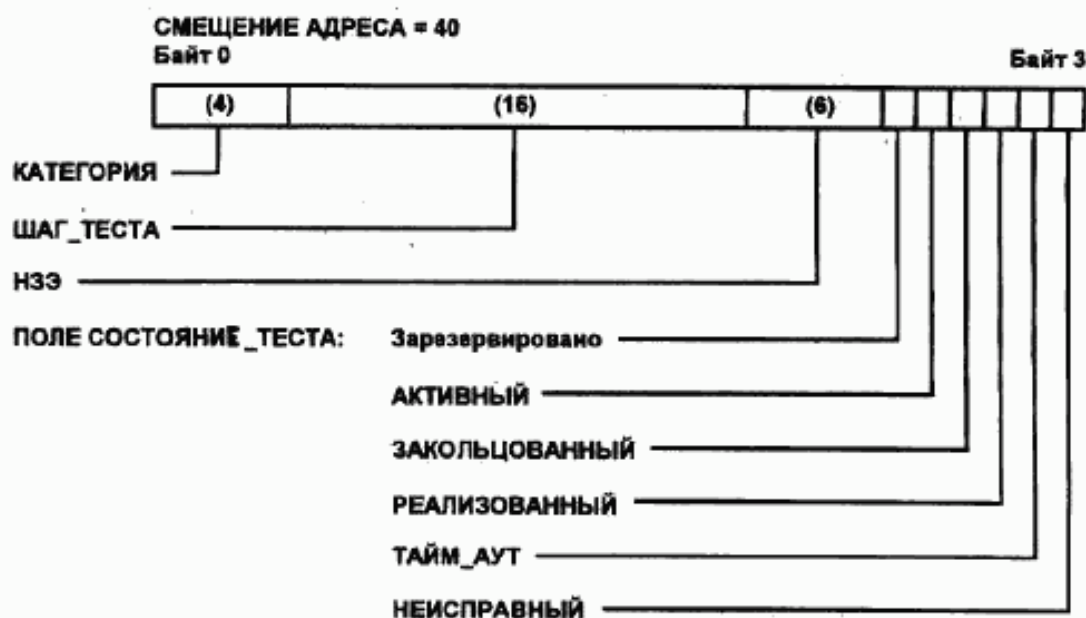 СМЕЩЕНИЕ АДРЕСА = 40
Байт 0 Байт 3
(4) (16) (6)
КАТЕГОРИЯ
ШАГ_ТЕСТА
НЗЭ
ПОЛЕ СОСТОЯНИЕ_ТЕСТА: Зарезервировано
АКТИВНЫЙ
ЗАКОЛЬЦОВАННЫЙ
РЕАЛИЗОВАННЫЙ
ТАЙМ_АУТ
НЕИСПРАВНЫЙ